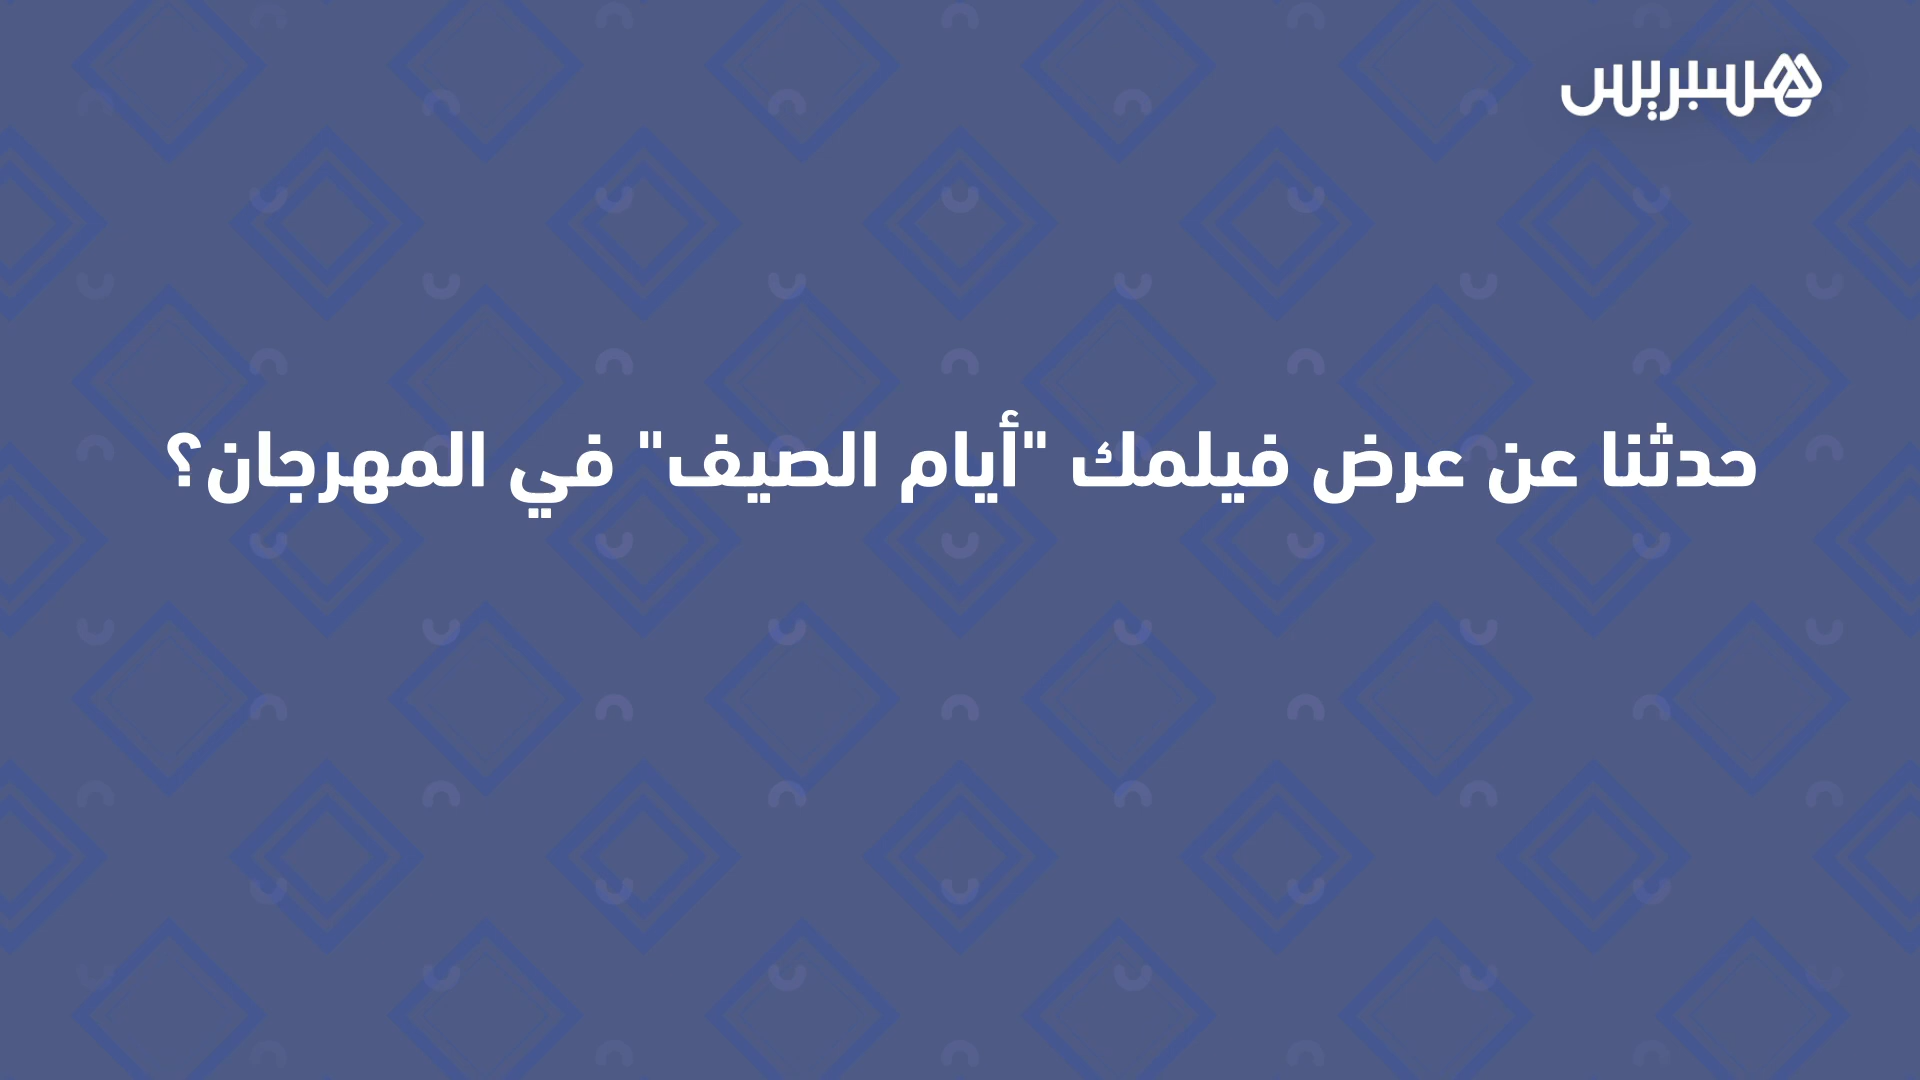 هسبريس
حدثنا عن عرض فيلمك "أيام الصيف" في المهرجان؟